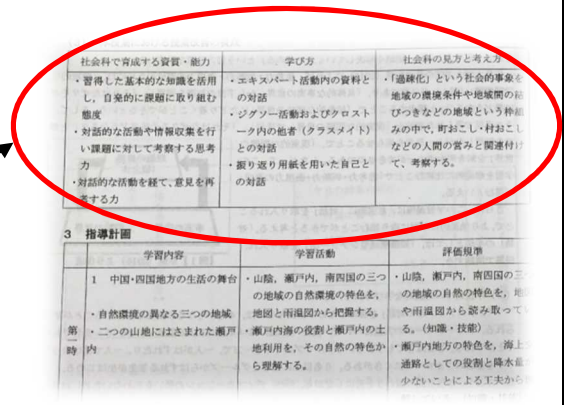 社会科で育成する資質・能力
・習得した基本的な知識を活用
し，自発的に課題に取り組む
態度
・対話的な活動や情報収集を行
い課題に対して考察する思考
力
・対話的な活動を経て，意見を再
考する力
学び方
・エキスパート活動内の資料と
の対話
・ジグソー活動およびクロスト
ーク内の他者（クラスメイト）
との対話
・振り返り用紙を用いた自己と
の対話
社会科の見方と考え方
・「過疎化」という社会的事象を
地域の環境条件や地域間の結
びつきなどの地域という枠組
みの中で，町おこし・村おこし
などの人間の営みと関連付け
て，考察する。
3 指導計画
学習内容
学習活動
評価規準
第一時
1 中国・四国地方の生活の舞台
・自然環境の異なる三つの地域
・二つの山地にはさまれた瀬戸
内
・山陰，瀬戸内，南四国の三つ
の地域の自然環境の特色を，
地図と雨温図から把握する。
・瀬戸内海の役割と瀬戸内の土
地利用を，その自然の特色か
ら理解する。
・山陰，瀬戸内，南四国の三
の地域の自然の特色を，地
や雨温図から読み取ってい
る。（知識・技能）
・瀬戸内地方の特色を，海上
通路としての役割と降水量
少ないことによる工夫から